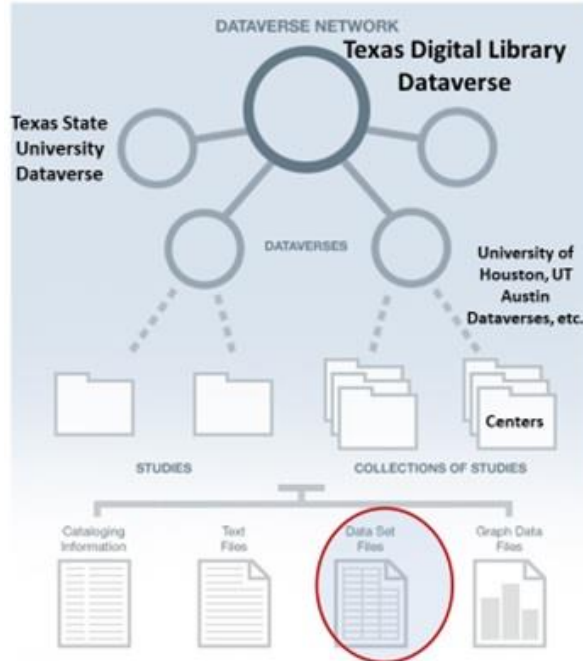 DATAVERSE NETWORK
Texas Digital Library
Dataverse
Texas State
University
Dataverse
DATAVERSES
University of
Houston, UT
Austin
Dataverses, etc.
Centers
STUDIES
COLLECTIONS OF STUDIES
Cataloging
Information
Text
Files
Data Set
Files
Graph Data
Files